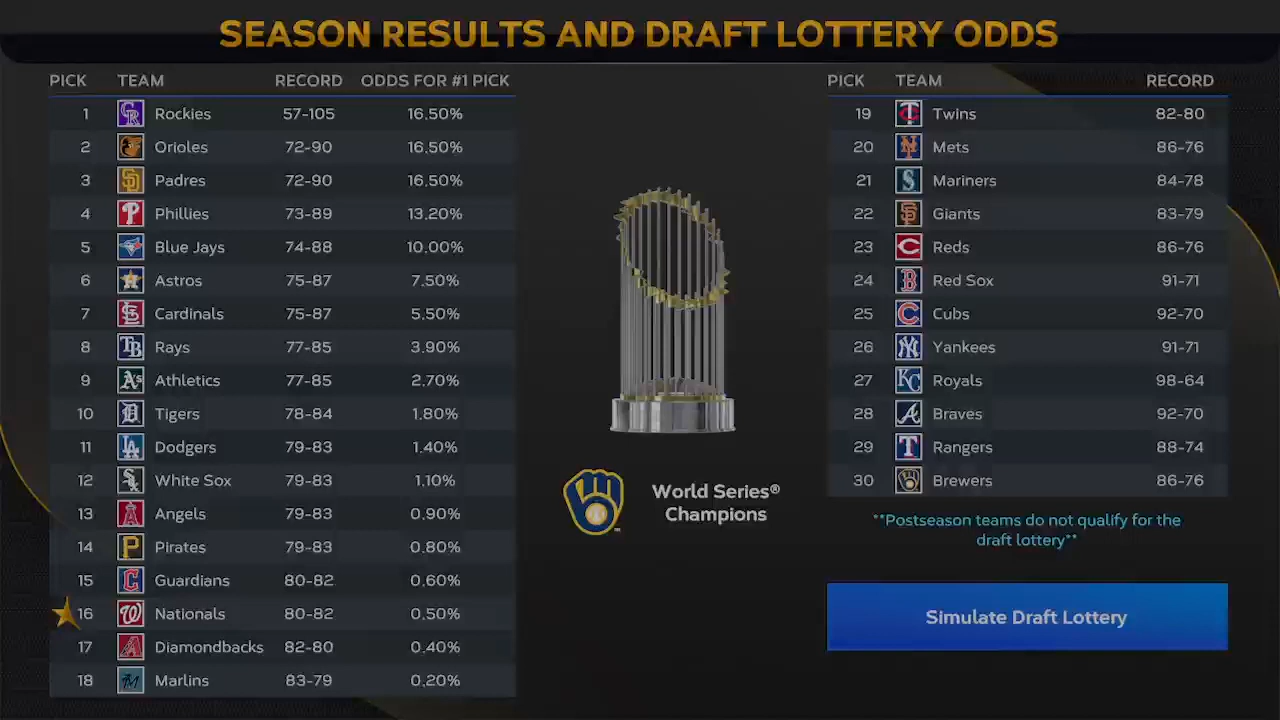 SEASON RESULTS AND DRAFT LOTTERY ODDS
PICK TEAM RECORD ODDS FOR #1 PICK
1 Rockies 57-105 16.50%
2 Orioles 72-90 16.50%
3 Padres 72-90 16.50%
4 Phillies 73-89 13.20%
5 Blue Jays 74-88 10.00%
6 Astros 75-87 7.50%
7 Cardinals 75-87 5.50%
8 Rays 77-85 3.90%
9 Athletics 77-85 2.70%
10 Tigers 78-84 1.80%
11 Dodgers 79-83 1.40%
12 White Sox 79-83 1.10%
13 Angels 79-83 0.90%
14 Pirates 79-83 0.80%
15 Guardians 80-82 0.60%
16 Nationals 80-82 0.50%
17 Diamondbacks 82-80 0.40%
18 Marlins 83-79 0.20%
World Series®
Champions
PICK TEAM RECORD
19 Twins 82-80
20 Mets 86-76
21 Mariners 84-78
22 Giants 83-79
23 Reds 86-76
24 Red Sox 91-71
25 Cubs 92-70
26 Yankees 91-71
27 Royals 98-64
28 Braves 92-70
29 Rangers 88-74
30 Brewers 86-76
**Postseason teams do not qualify for the
draft lottery**
Simulate Draft Lottery